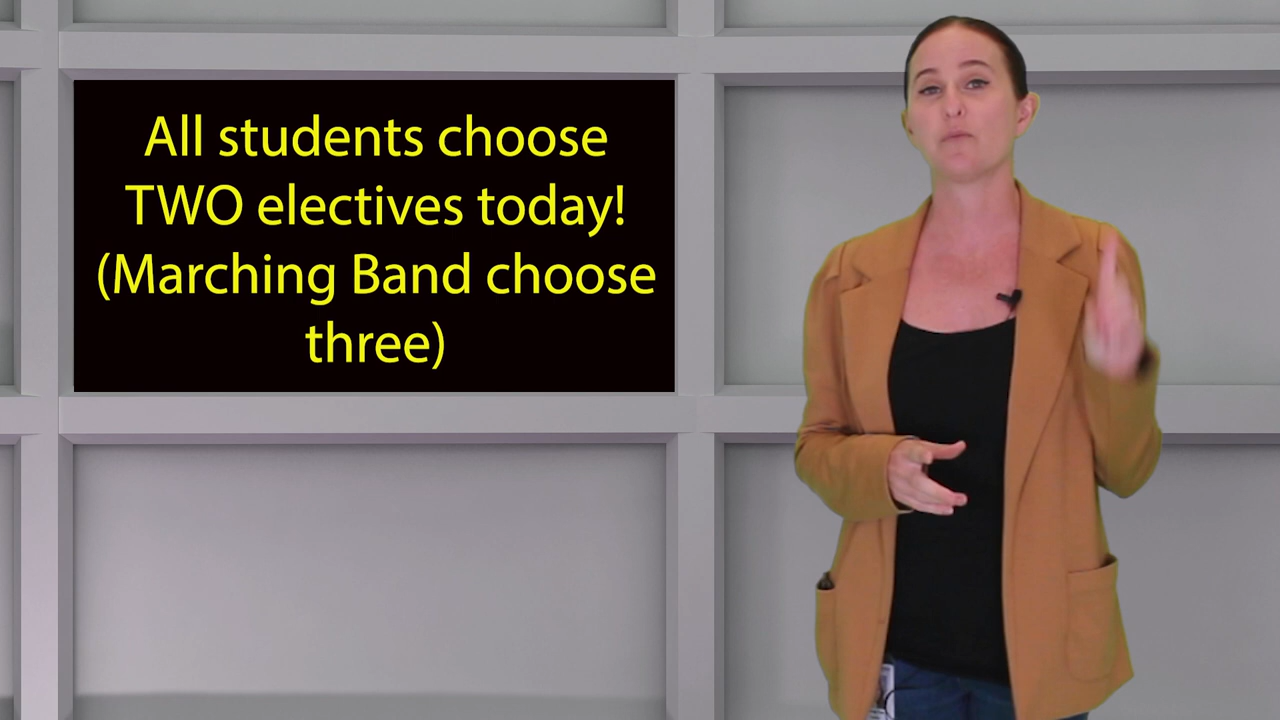 All students choose
TWO electives today!
(Marching Band choose
three)